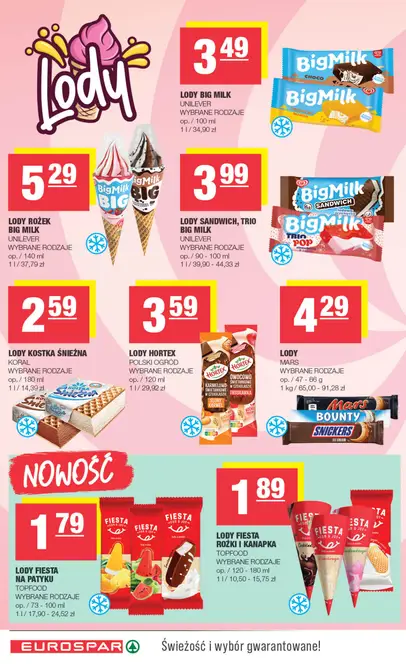 Lody
3 49
LODY BIG MILK
UNILEVER
WYBRANE RODZAJE
op. / 100 ml
1 l / 34,90 zł
BigMilk
CHOCO
BigMilk
5 29
LODY ROŻEK
BIG MILK
UNILEVER
WYBRANE RODZAJE
op. / 140 ml
1 l / 37,79 zł
BigMilk
BIG
BigMilk
BIG
3 99
LODY SANDWICH, TRIO
BIG MILK
UNILEVER
WYBRANE RODZAJE
op. / 90 - 100 ml
1 l / 39,90 - 44,33 zł
BigMilk
SANDWICH
BigMilk
TRIO
POP
2 59
LODY KOSTKA ŚNIEŻNA
KORAL
WYBRANE RODZAJE
op. / 180 ml
1 l / 14,39 zł
Śnieżna
3 59
LODY HORTEX
POLSKI OGRÓD
WYBRANE RODZAJE
op. / 120 ml
1 l / 29,92 zł
HORTEX
HORTEX
4 29
LODY
MARS
WYBRANE RODZAJE
op. / 47 - 66 g
1 kg / 65,00 - 91,28 zł
Mars
BOUNTY
SNICKERS
NOWOŚĆ
1 79
LODY FIESTA
NA PATYKU
TOPFOOD
WYBRANE RODZAJE
op. / 73 - 100 ml
1 l / 17,90 - 24,52 zł
FIESTA
FIESTA
FIESTA
1 89
LODY FIESTA
ROŻKI I KANAPKA
TOPFOOD
WYBRANE RODZAJE
op. / 120 - 180 ml
1 l / 10,50 - 15,75 zł
FIESTA
FIESTA
FIESTA
FIESTA
EUROSPAR
Świeżość i wybór gwarantowane!